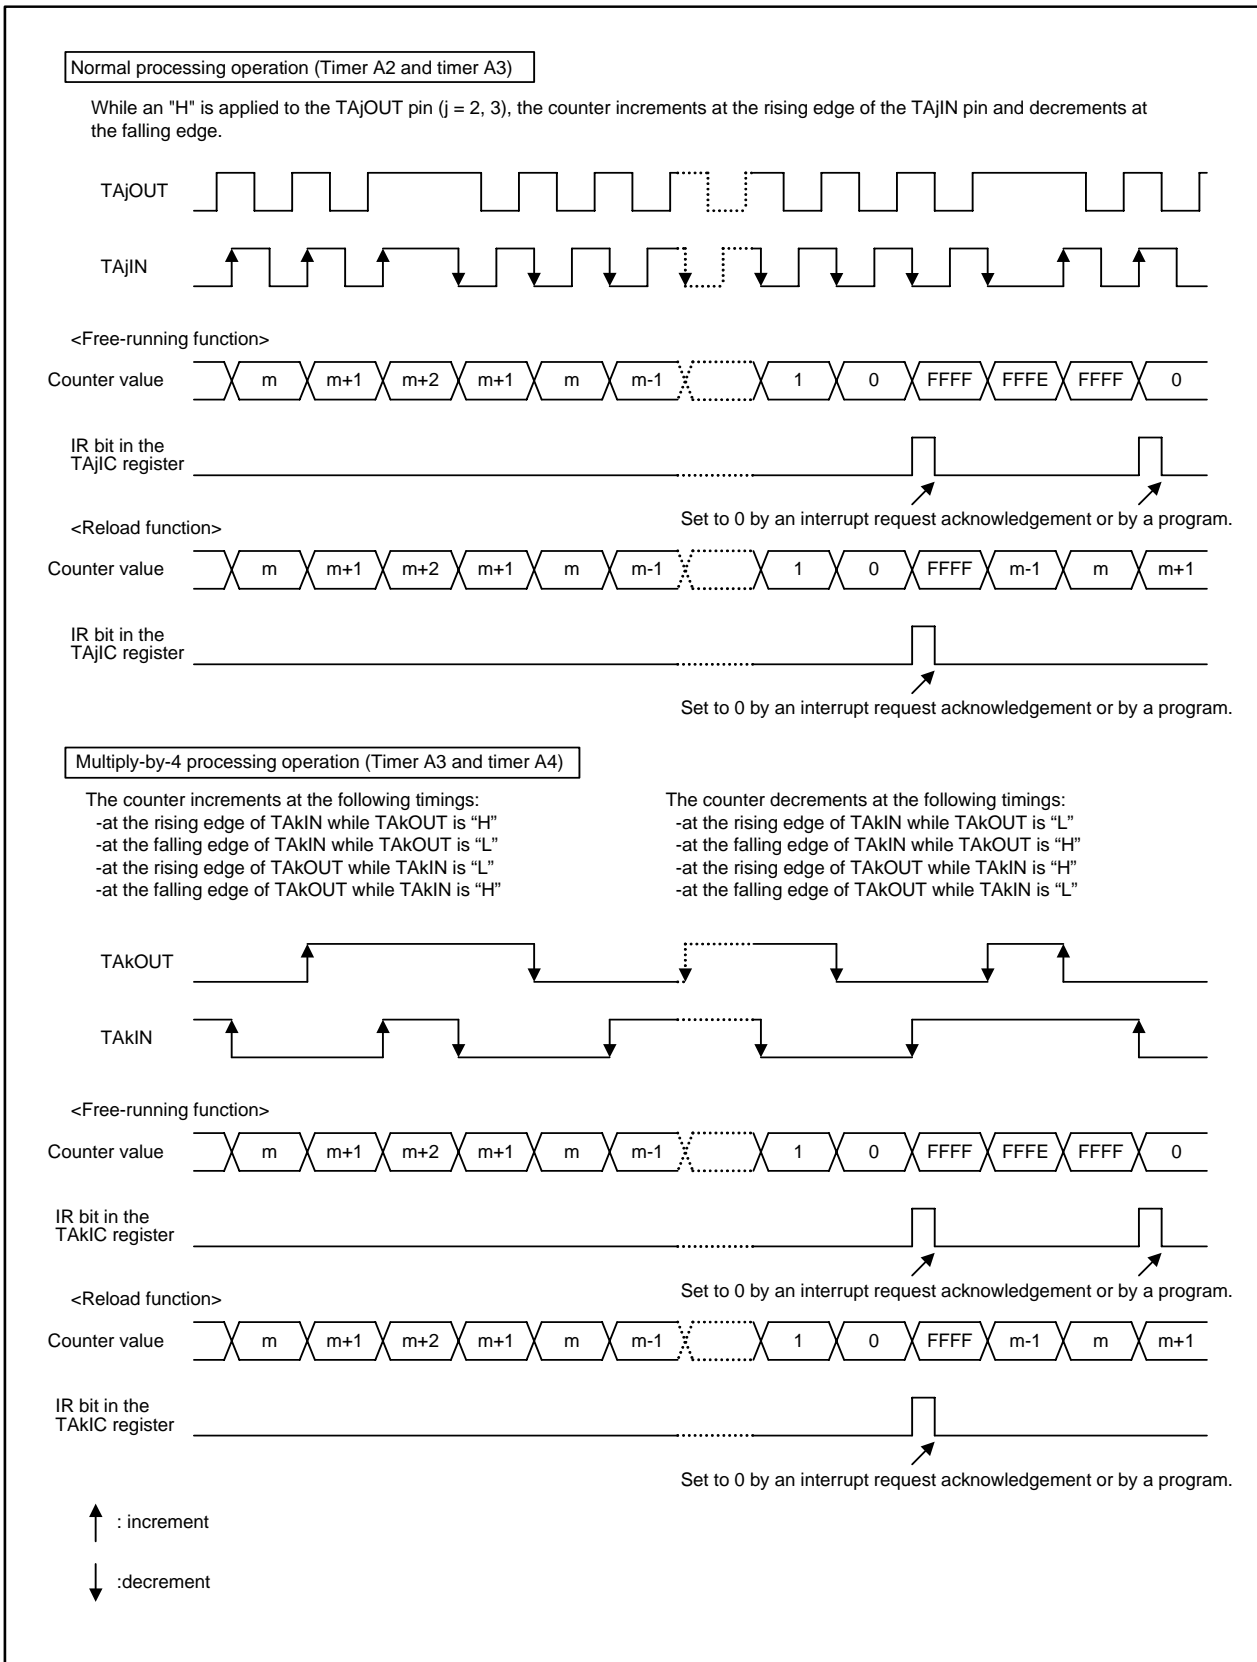 Normal processing operation (Timer A2 and timer A3)
While an "H" is applied to the TAjOUT pin (j = 2, 3), the counter increments at the rising edge of the TAjIN pin and decrements at
the falling edge.
TAjOUT
TAjIN
<Free-running function>
Counter value m m+1 m+2 m+1 m m-1 1 0 FFFF FFFE FFFF 0
IR bit in the
TAjIC register
Set to 0 by an interrupt request acknowledgement or by a program.
<Reload function>
Counter value m m+1 m+2 m+1 m m-1 1 0 FFFF m-1 m m+1
IR bit in the
TAjIC register
Set to 0 by an interrupt request acknowledgement or by a program.
Multiply-by-4 processing operation (Timer A3 and timer A4)
The counter increments at the following timings:
-at the rising edge of TAkIN while TAkOUT is “H”
-at the falling edge of TAkIN while TAkOUT is “L”
-at the rising edge of TAkOUT while TAkIN is “L”
-at the falling edge of TAkOUT while TAkIN is “H”
The counter decrements at the following timings:
-at the rising edge of TAkIN while TAkOUT is “L”
-at the falling edge of TAkIN while TAkOUT is “H”
-at the rising edge of TAkOUT while TAkIN is “H”
-at the falling edge of TAkOUT while TAkIN is “L”
TAkOUT
TAkIN
<Free-running function>
Counter value m m+1 m+2 m+1 m m-1 1 0 FFFF FFFE FFFF 0
IR bit in the
TAkIC register
Set to 0 by an interrupt request acknowledgement or by a program.
<Reload function>
Counter value m m+1 m+2 m+1 m m-1 1 0 FFFF m-1 m m+1
IR bit in the
TAkIC register
Set to 0 by an interrupt request acknowledgement or by a program.
: increment
:decrement